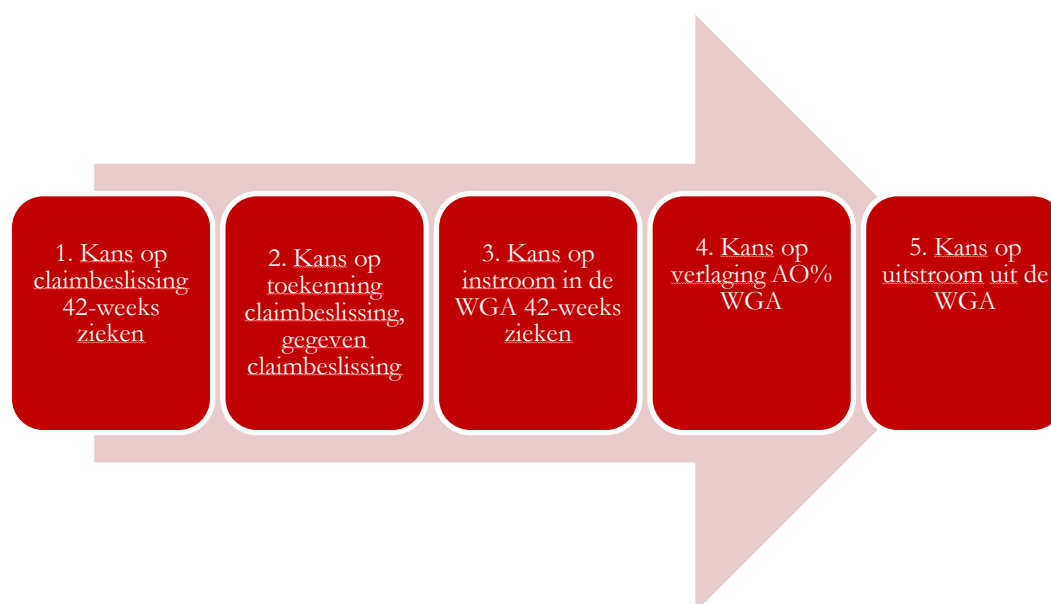 1. Kans op
claimbeslissing
42-weeks
zieken
2. Kans op
toekenning
claimbeslissing,
gegeven
claimbeslissing
3. Kans op
instroom in de
WGA 42-weeks
zieken
4. Kans op
verlaging AO%
WGA
5. Kans op
uitstroom uit de
WGA